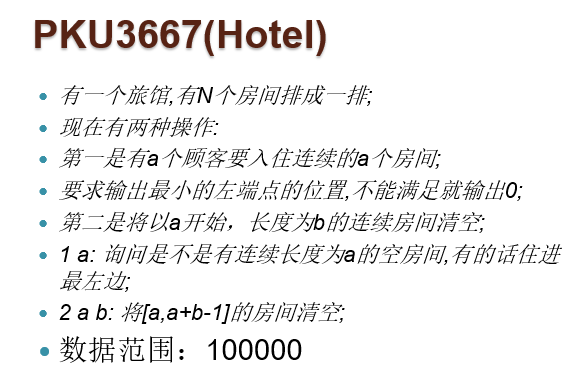 PKU3667(Hotel)
有一个旅馆,有N个房间排成一排;
现在有两种操作:
第一是有a个顾客要入住连续的a个房间;
要求输出最小的左端点的位置,不能满足就输出0;
第二是将以a开始，长度为b的连续房间清空;
1 a: 询问是不是有连续长度为a的空房间,有的话住进
最左边;
2 a b: 将[a,a+b-1]的房间清空;
数据范围：100000